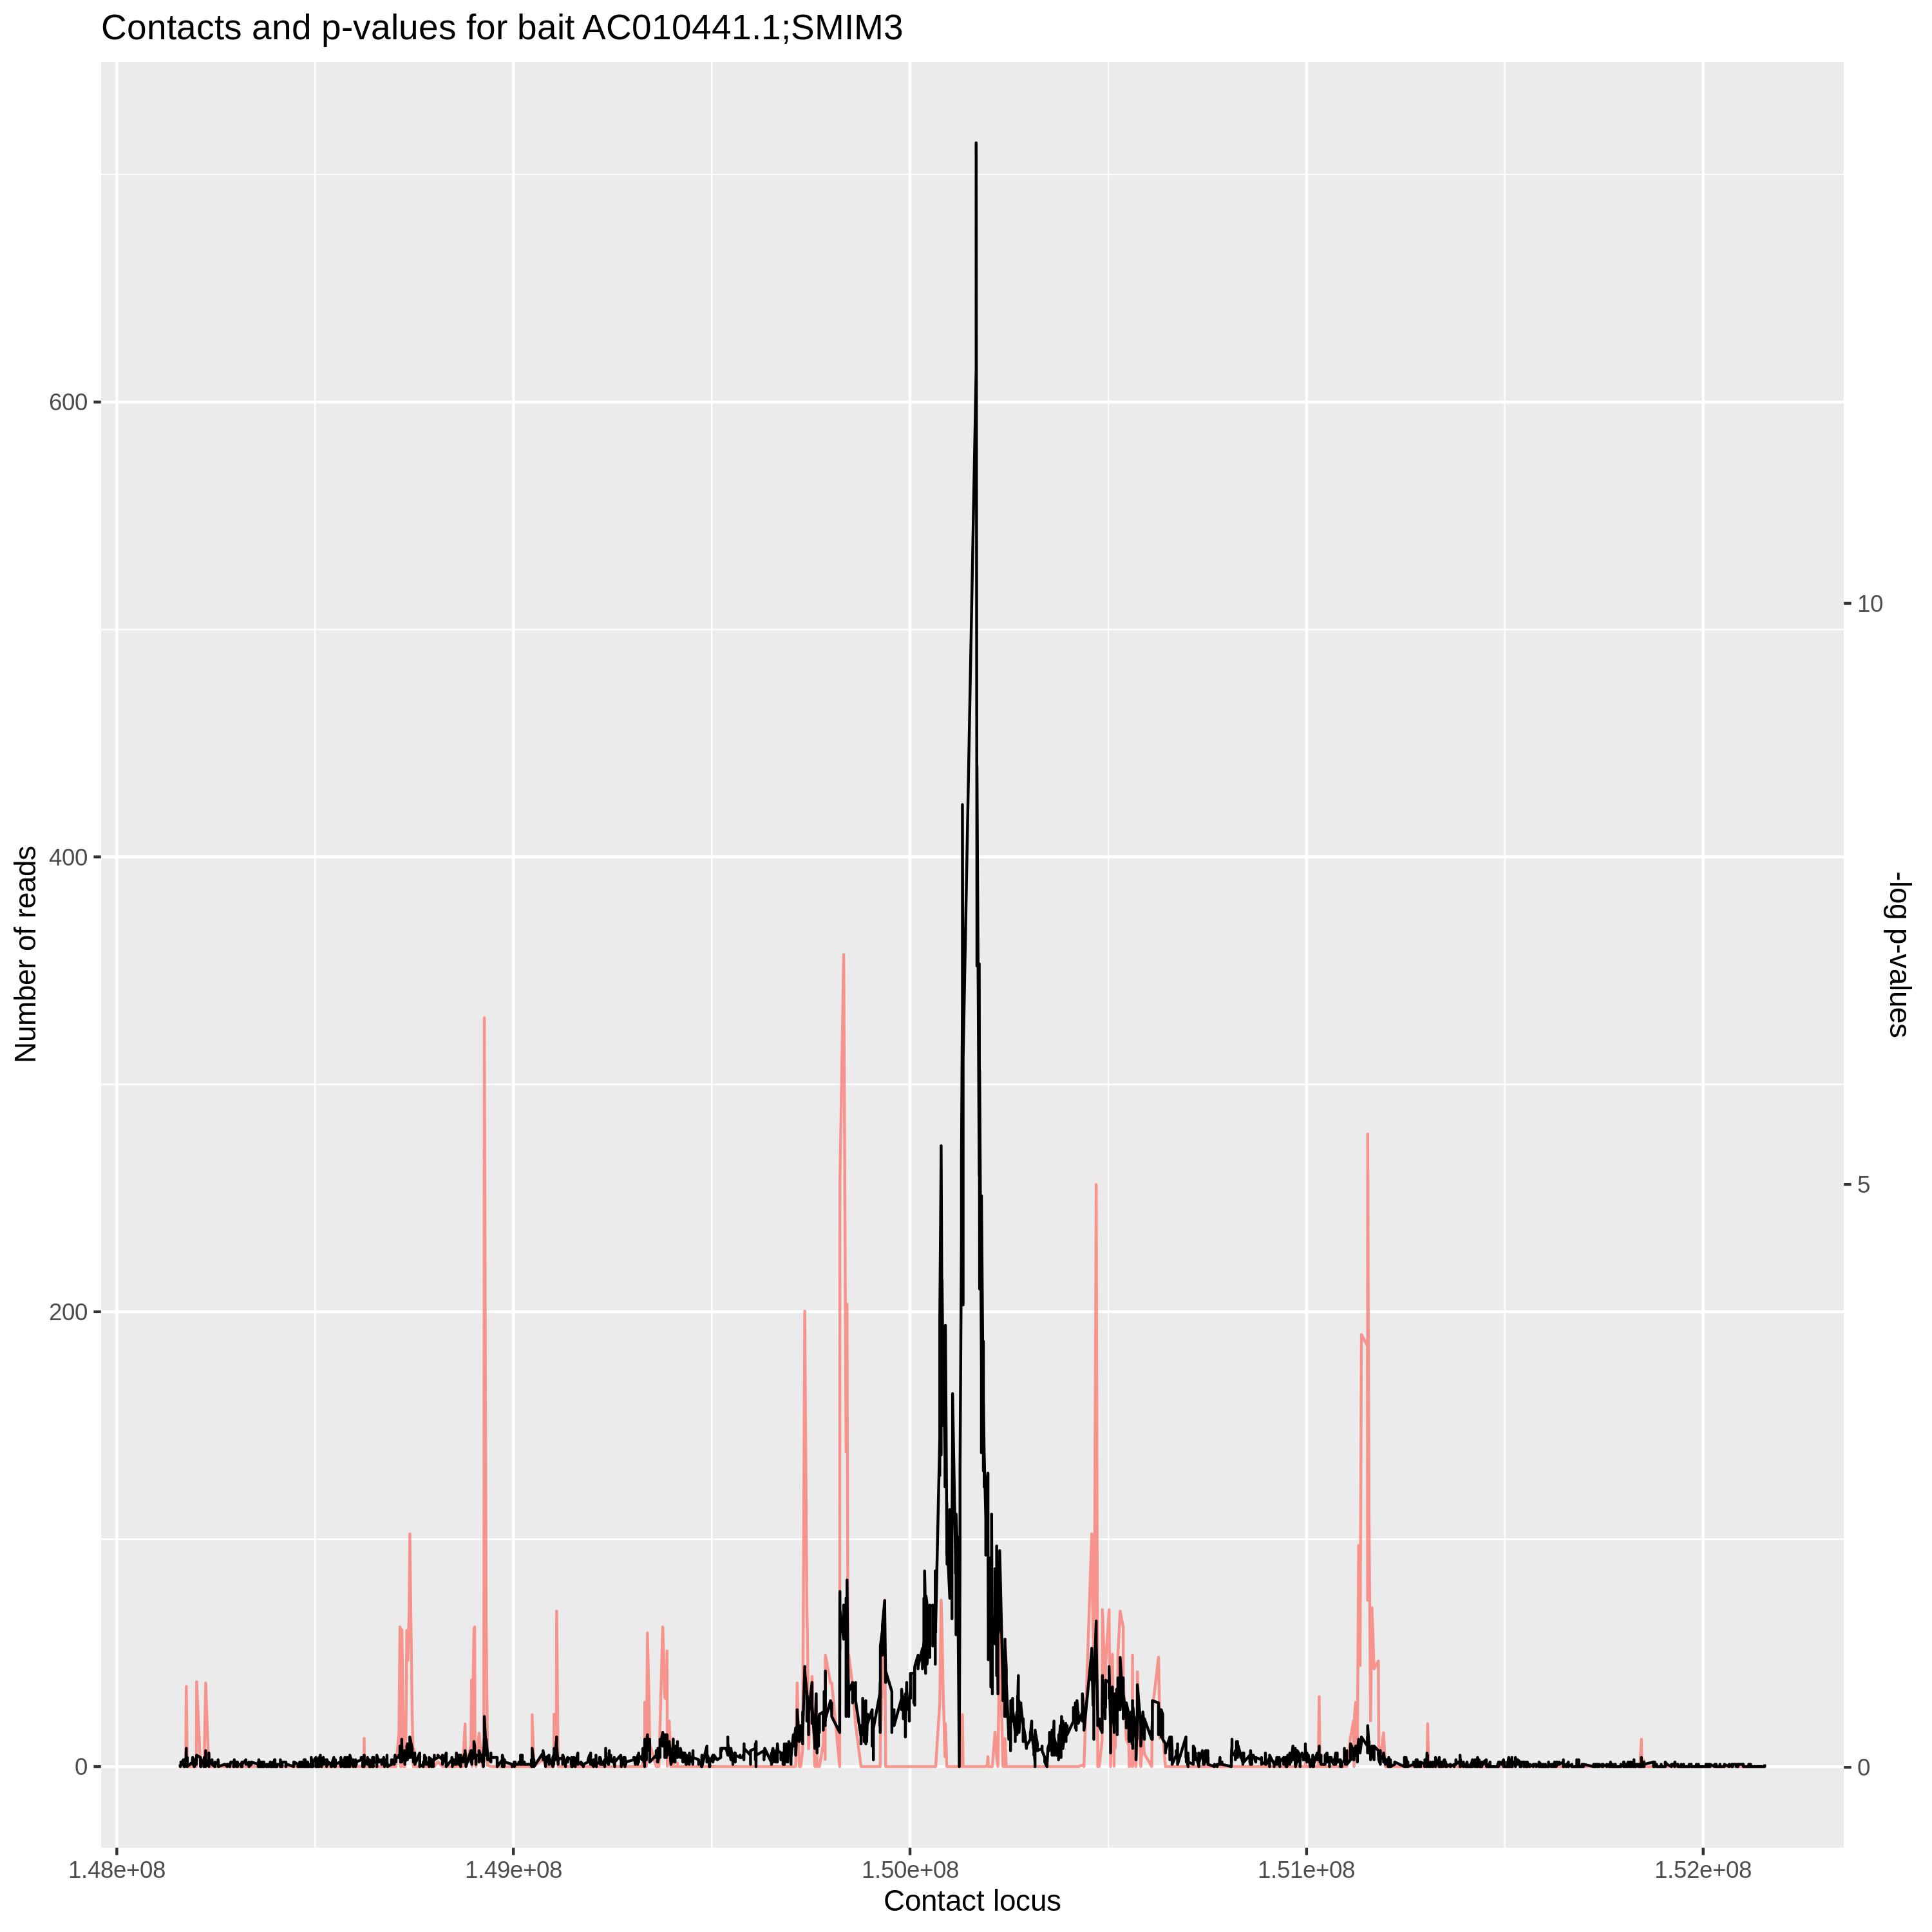 Contacts and p-values for bait AC010441.1;SMIM3
Number of reads
600
400
200
0
10
5
0
-log p-values
1.48e+08
1.49e+08
1.50e+08
1.51e+08
1.52e+08
Contact locus